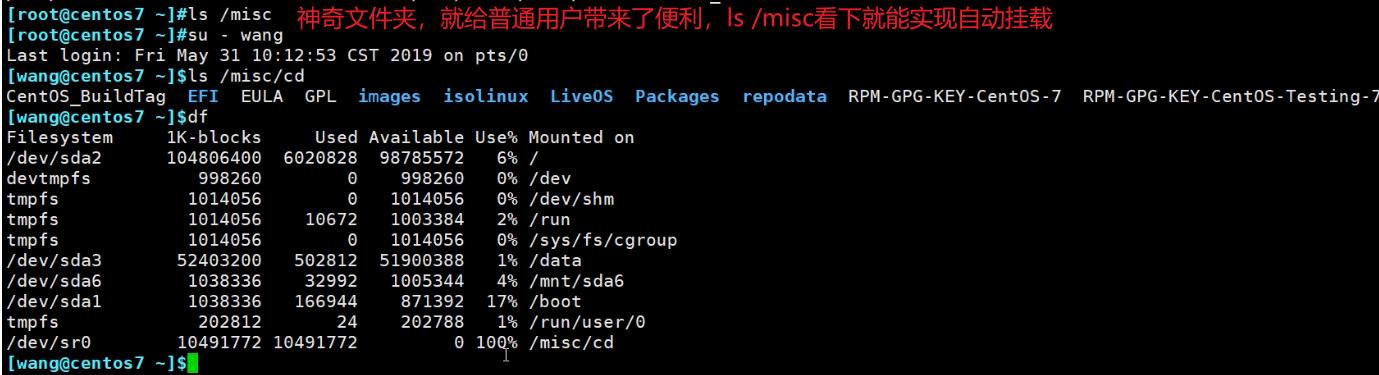 [root@centos7 ~]#ls /misc 神奇文件夹，就给普通用户带来了便利，ls /misc看下就能实现自动挂载
[root@centos7 ~]#su - wang
Last login: Fri May 31 10:12:53 CST 2019 on pts/0
[wang@centos7 ~]$ls /misc/cd
CentOS_BuildTag  EFI  EULA  GPL  images  isolinux  LiveOS  Packages  repodata  RPM-GPG-KEY-CentOS-7  RPM-GPG-KEY-CentOS-Testing-7
[wang@centos7 ~]$df
Filesystem     1K-blocks     Used Available Use% Mounted on
/dev/sda2      104806400  6020828  98785572   6% /
devtmpfs          998260        0    998260   0% /dev
tmpfs            1014056        0   1014056   0% /dev/shm
tmpfs            1014056    10672   1003384   2% /run
tmpfs            1014056        0   1014056   0% /sys/fs/cgroup
/dev/sda3       52403200   502812  51900388   1% /data
/dev/sda6        1038336    32992   1005344   4% /mnt/sda6
/dev/sda1        1038336   166944    871392  17% /boot
tmpfs             202812       24    202788   1% /run/user/0
/dev/sr0        10491772 10491772         0 100% /misc/cd
[wang@centos7 ~]$